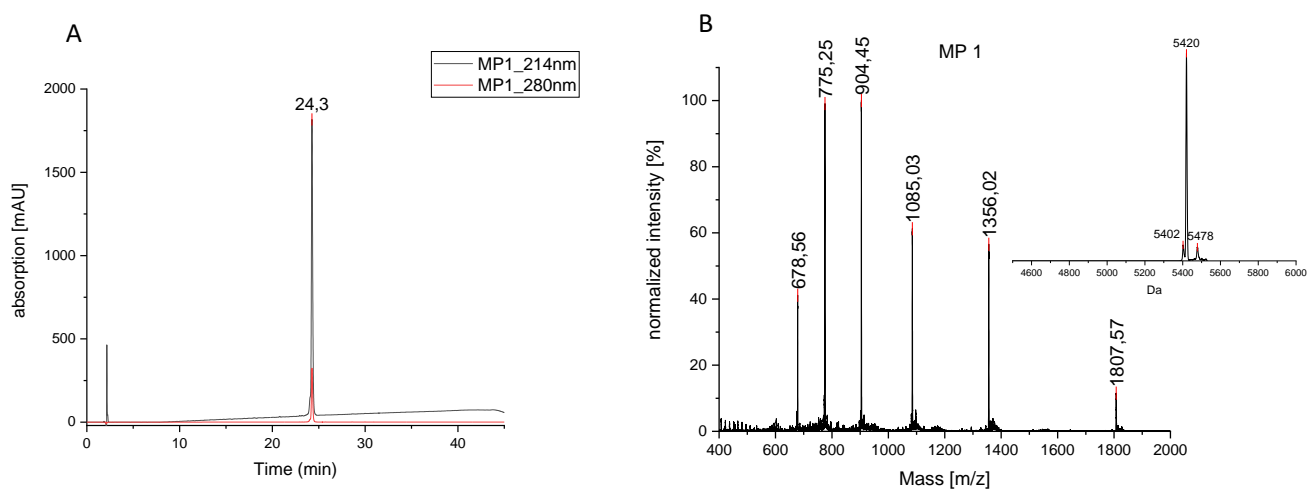 A
MP1_214nm
MP1_280nm
24,3
2000
1500
1000
500
0
absorption [mAU]
0 10 20 30 40
Time (min)
B
MP 1
678,56
775,25
904,45
1085,03
1356,02
1807,57
100
80
60
40
20
0
normalized intensity [%]
400 600 800 1000 1200 1400 1600 1800 2000
Mass [m/z]
5420
5402
5478
4600 4800 5000 5200 5400 5600 5800 6000
Da